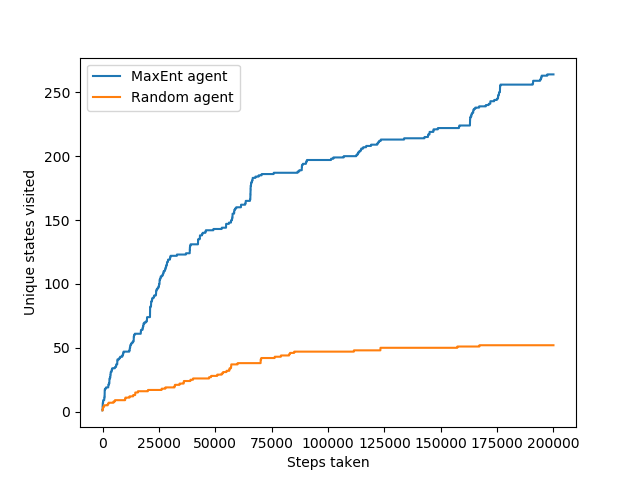 MaxEnt agent
Random agent
250
200
150
100
50
0
Unique states visited
0 25000 50000 75000 100000 125000 150000 175000 200000
Steps taken